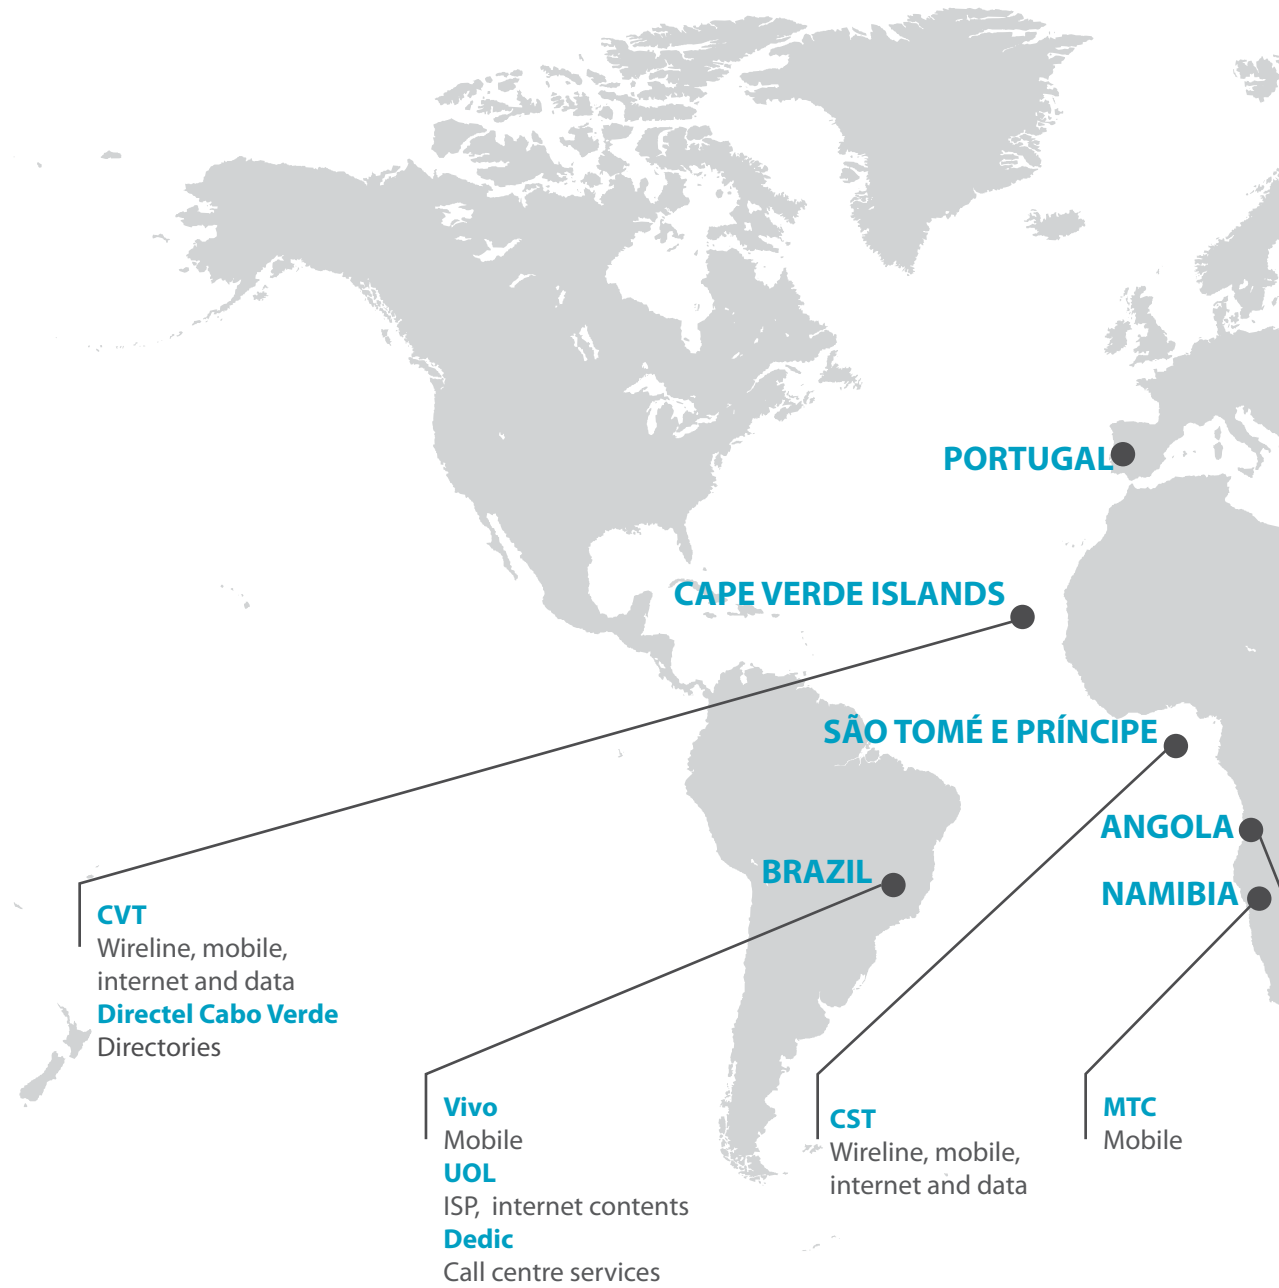 PORTUGAL
CAPE VERDE ISLANDS
SÃO TOMÉ E PRÍNCIPE
ANGOLA
BRAZIL
NAMIBIA
CVT
Wireline, mobile,
internet and data
Directel Cabo Verde
Directories
Vivo
Mobile
UOL
ISP, internet contents
Dedic
Call centre services
CST
Wireline, mobile,
internet and data
MTC
Mobile